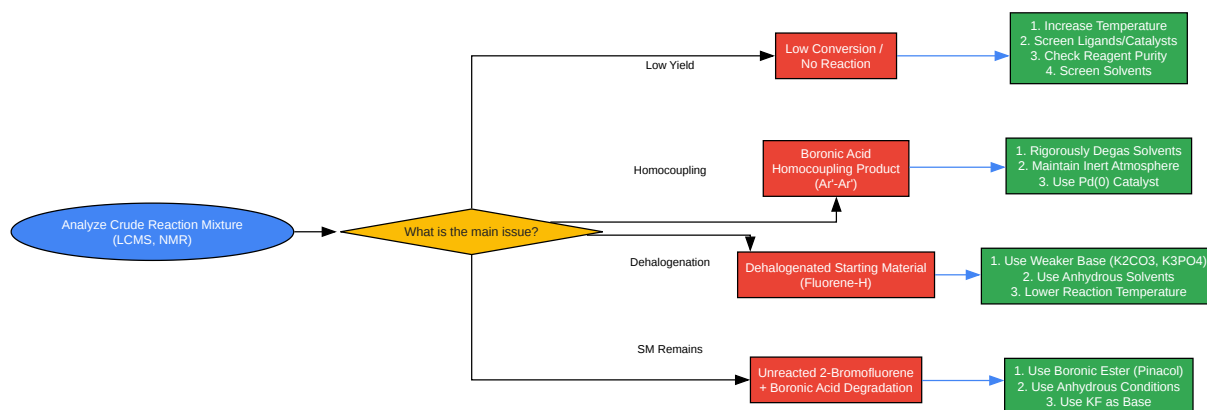 Analyze Crude Reaction Mixture
(LCMS, NMR)
What is the main issue?
Low Yield
Low Conversion /
No Reaction
1. Increase Temperature
2. Screen Ligands/Catalysts
3. Check Reagent Purity
4. Screen Solvents
Homocoupling
Boronic Acid
Homocoupling Product
(Ar'-Ar')
1. Rigorously Degas Solvents
2. Maintain Inert Atmosphere
3. Use Pd(0) Catalyst
Dehalogenation
Dehalogenated Starting Material
(Fluorene-H)
1. Use Weaker Base (K2CO3, K3PO4)
2. Use Anhydrous Solvents
3. Lower Reaction Temperature
SM Remains
Unreacted 2-Bromofluorene
+ Boronic Acid Degradation
1. Use Boronic Ester (Pinacol)
2. Use Anhydrous Conditions
3. Use KF as Base